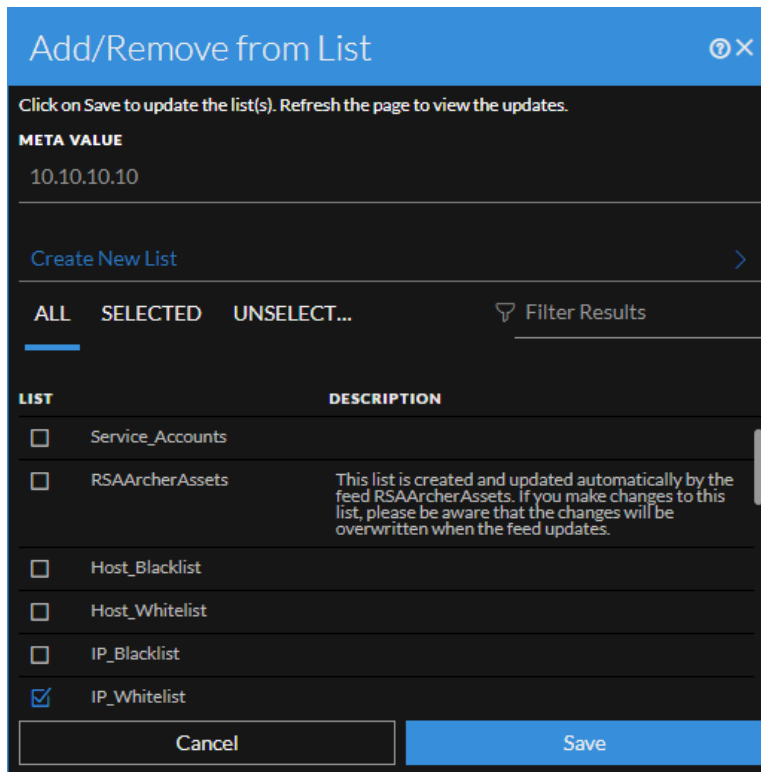 Add/Remove from List
Click on Save to update the list(s). Refresh the page to view the updates.
META VALUE
10.10.10.10
Create New List
ALL SELECTED UNSELECT... Filter Results
LIST DESCRIPTION
Service_Accounts
RSAArcherAssets This list is created and updated automatically by the
feed RSAArcherAssets. If you make changes to this
list, please be aware that the changes will be
overwritten when the feed updates.
Host_Blacklist
Host_Whitelist
IP_Blacklist
IP_Whitelist
Cancel Save